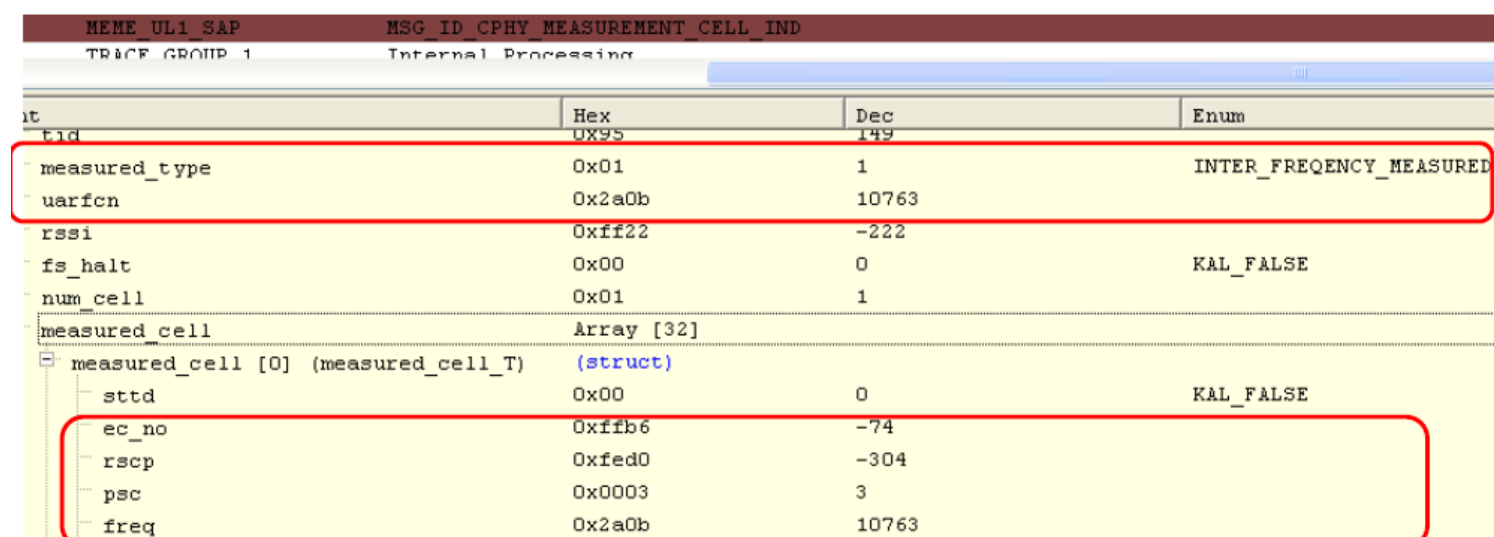 MEME_UL1_SAP MSG_ID_CPHY_MEASUREMENT_CELL_IND
TRACE_GROUP_1 Internal Processing
nt Hex Dec Enum
tid 0x95 149
measured_type 0x01 1 INTER_FREQENCY_MEASURED
uarfcn 0x2a0b 10763
rssi 0xff22 -222
fs_halt 0x00 0 KAL_FALSE
num_cell 0x01 1
measured_cell Array [32]
measured_cell [0] (measured_cell_T) (struct)
sttd 0x00 0 KAL_FALSE
ec_no 0xffb6 -74
rscp 0xfed0 -304
psc 0x0003 3
freq 0x2a0b 10763